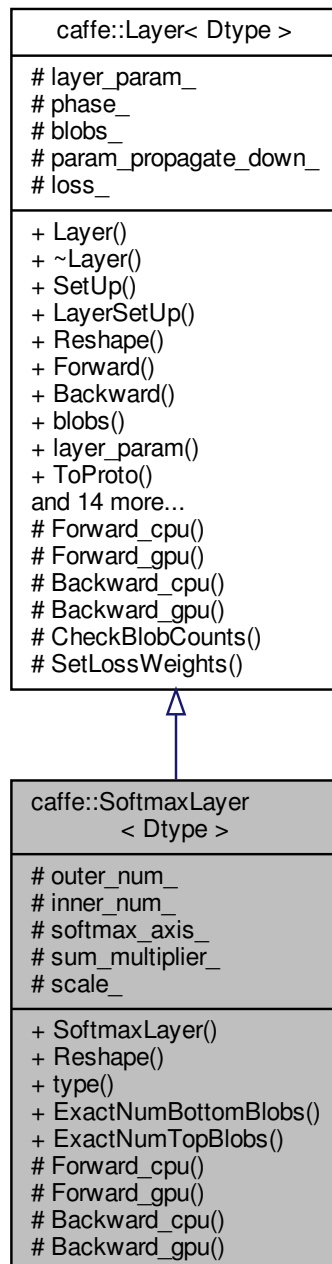 caffe::Layer< Dtype >
# layer_param_
# phase_
# blobs_
# param_propagate_down_
# loss_
+ Layer()
+ ~Layer()
+ SetUp()
+ LayerSetUp()
+ Reshape()
+ Forward()
+ Backward()
+ blobs()
+ layer_param()
+ ToProto()
and 14 more...
# Forward_cpu()
# Forward_gpu()
# Backward_cpu()
# Backward_gpu()
# CheckBlobCounts()
# SetLossWeights()
caffe::SoftmaxLayer
< Dtype >
# outer_num_
# inner_num_
# softmax_axis_
# sum_multiplier_
# scale_
+ SoftmaxLayer()
+ Reshape()
+ type()
+ ExactNumBottomBlobs()
+ ExactNumTopBlobs()
# Forward_cpu()
# Forward_gpu()
# Backward_cpu()
# Backward_gpu()